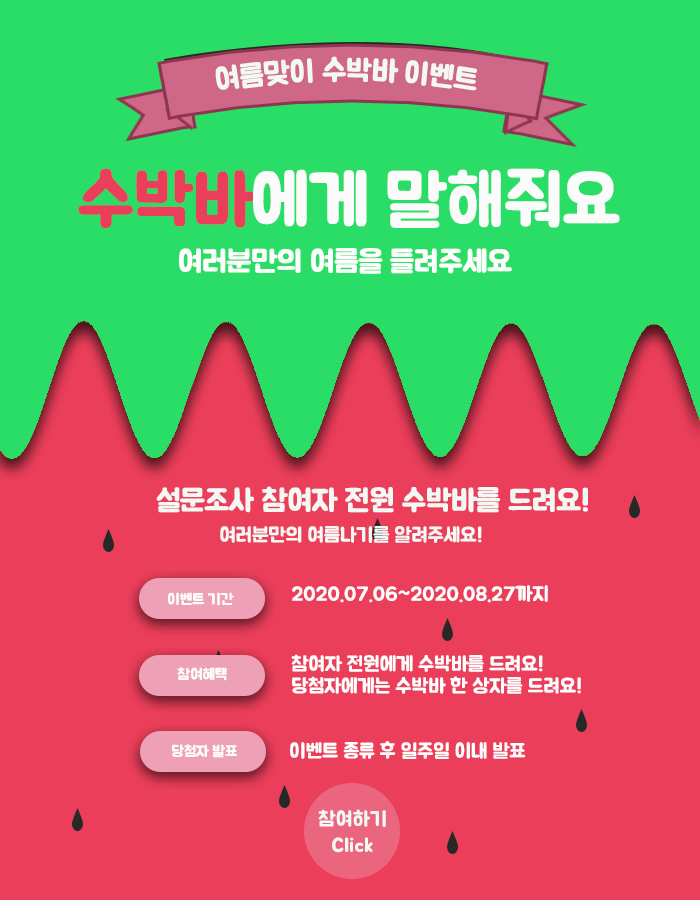 여름맞이 수박바 이벤트
수박바에게 말해줘요
여러분만의 여름을 들려주세요
설문조사 참여자 전원 수박바를 드려요!
여러분만의 여름나기를 알려주세요!
이벤트 기간
2020.07.06~2020.08.27까지
참여혜택
참여자 전원에게 수박바를 드려요!
당첨자에게는 수박바 한 상자를 드려요!
당첨자 발표
이벤트 종류 후 일주일 이내 발표
참여하기
Click